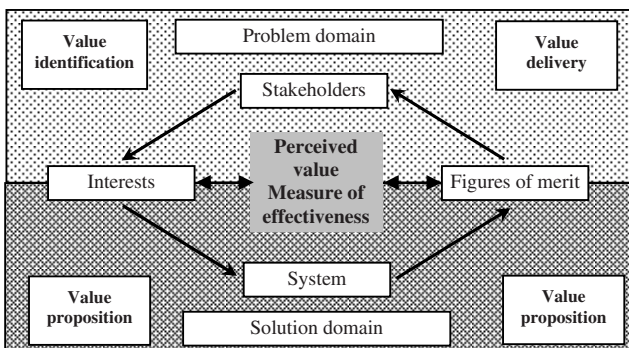 Value
identification
Problem domain
Value
delivery
Stakeholders
Perceived
value
Measure of
effectiveness
Interests
Figures of merit
System
Value
proposition
Solution domain
Value
proposition